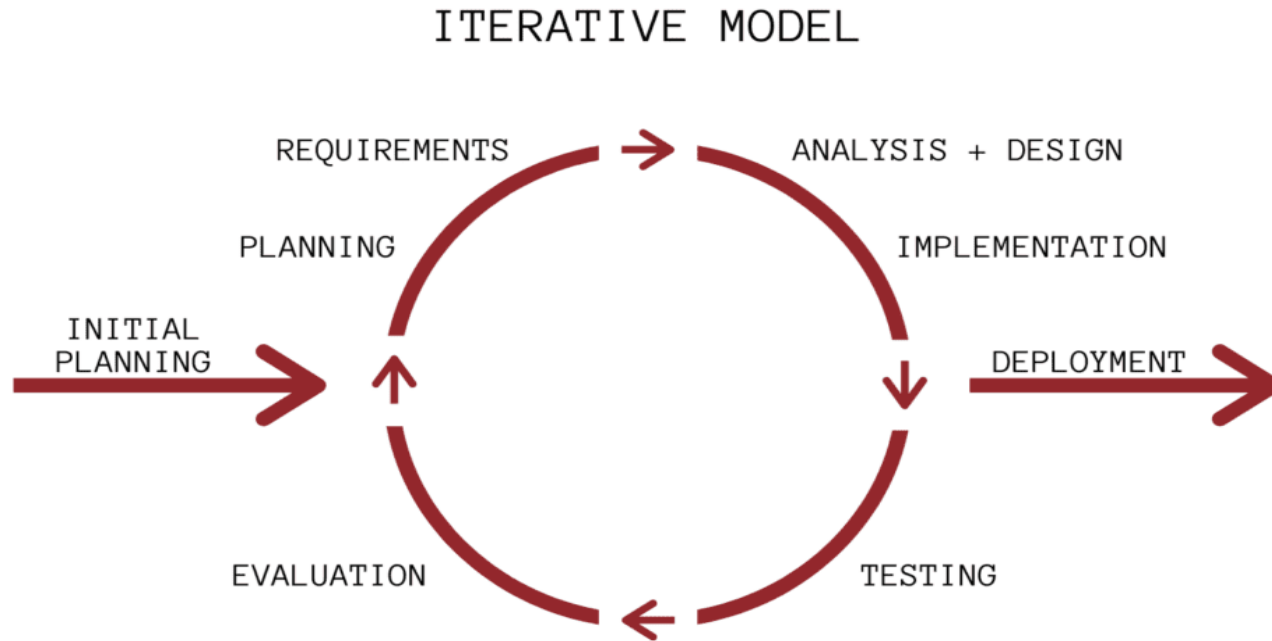 ITERATIVE MODEL
REQUIREMENTS
ANALYSIS + DESIGN
PLANNING
IMPLEMENTATION
INITIAL
PLANNING
DEPLOYMENT
EVALUATION
TESTING